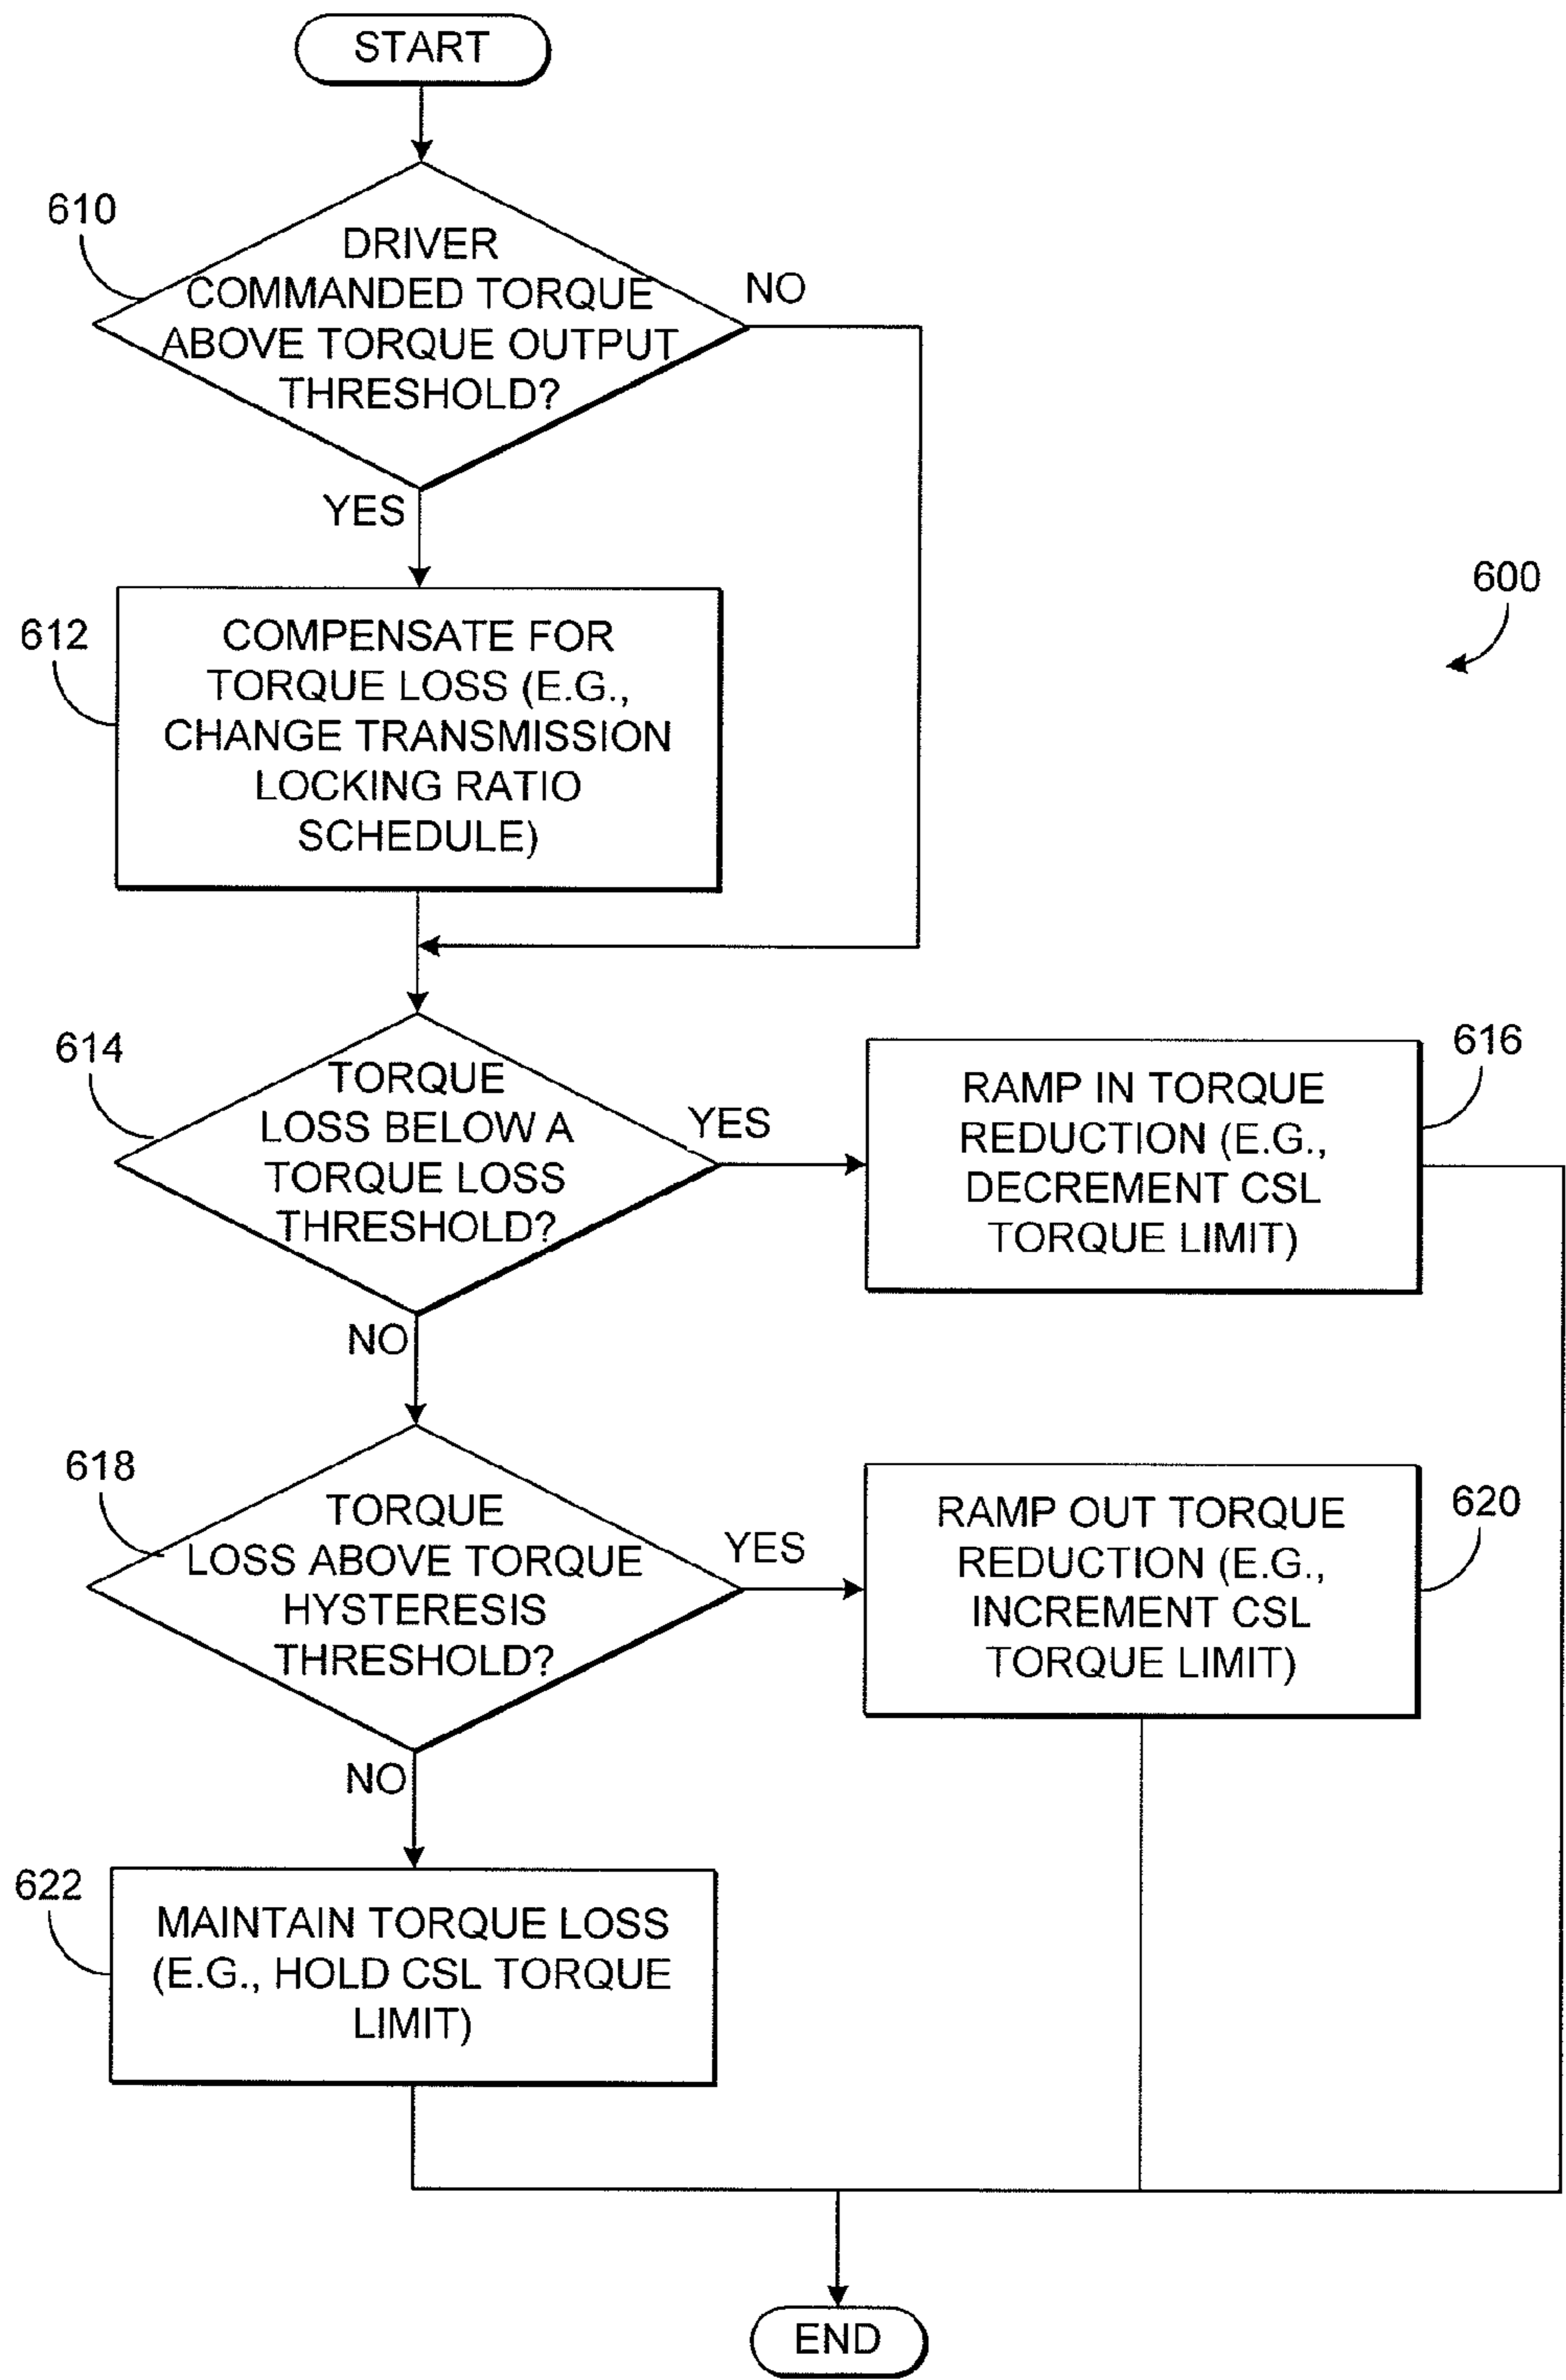 START
610
DRIVER
COMMANDED TORQUE
ABOVE TORQUE OUTPUT
THRESHOLD?
NO
YES
600
612
COMPENSATE FOR
TORQUE LOSS (E.G.,
CHANGE TRANSMISSION
LOCKING RATIO
SCHEDULE)
614
TORQUE
LOSS BELOW A
TORQUE LOSS
THRESHOLD?
YES
NO
616
RAMP IN TORQUE
REDUCTION (E.G.,
DECREMENT CSL
TORQUE LIMIT)
618
TORQUE
LOSS ABOVE TORQUE
HYSTERESIS
THRESHOLD?
YES
NO
620
RAMP OUT TORQUE
REDUCTION (E.G.,
INCREMENT CSL
TORQUE LIMIT)
622
MAINTAIN TORQUE LOSS
(E.G., HOLD CSL TORQUE
LIMIT)
END